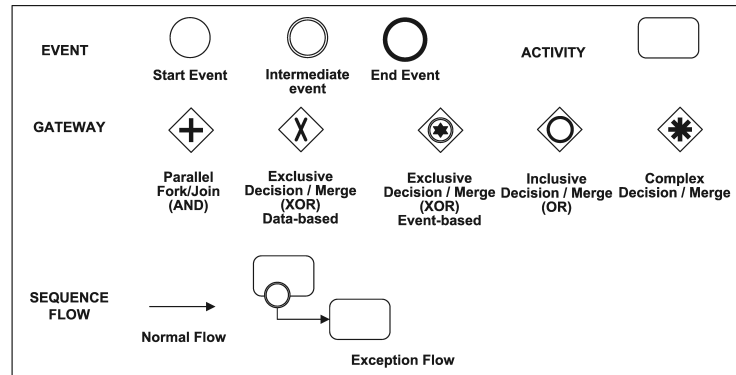 EVENT
Start Event
Intermediate
event
End Event
ACTIVITY
GATEWAY
Parallel
Fork/Join
(AND)
Exclusive
Decision / Merge
(XOR)
Data-based
Exclusive
Decision / Merge
(XOR)
Event-based
Inclusive
Decision / Merge
(OR)
Complex
Decision / Merge
SEQUENCE
FLOW
Normal Flow
Exception Flow